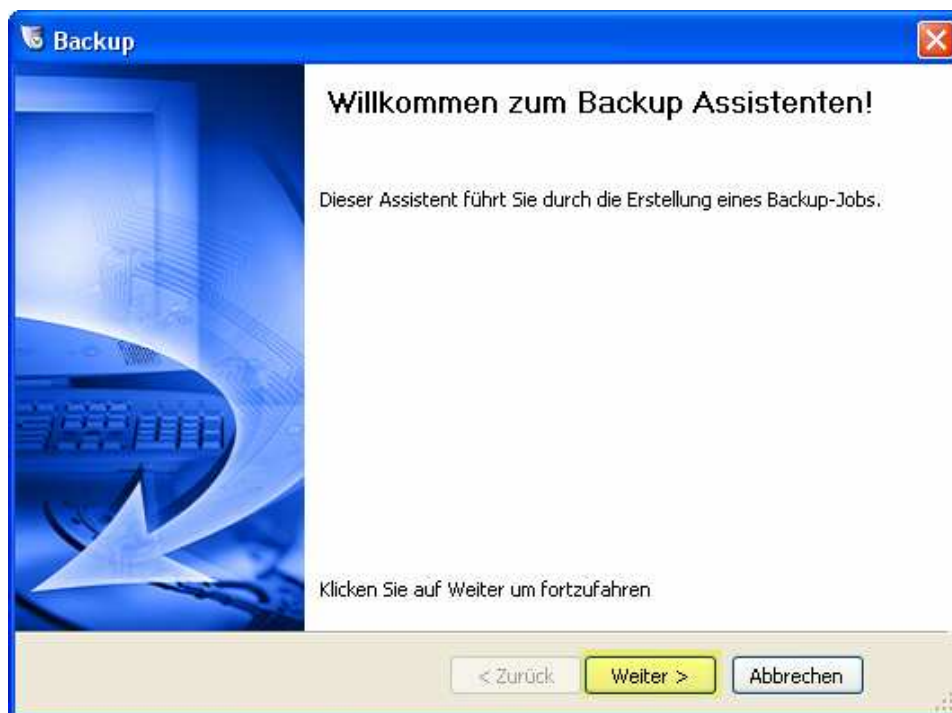 Backup
Willkommen zum Backup Assistenten!
Dieser Assistent führt Sie durch die Erstellung eines Backup-Jobs.
Klicken Sie auf Weiter um fortzufahren
< Zurück
Weiter >
Abbrechen